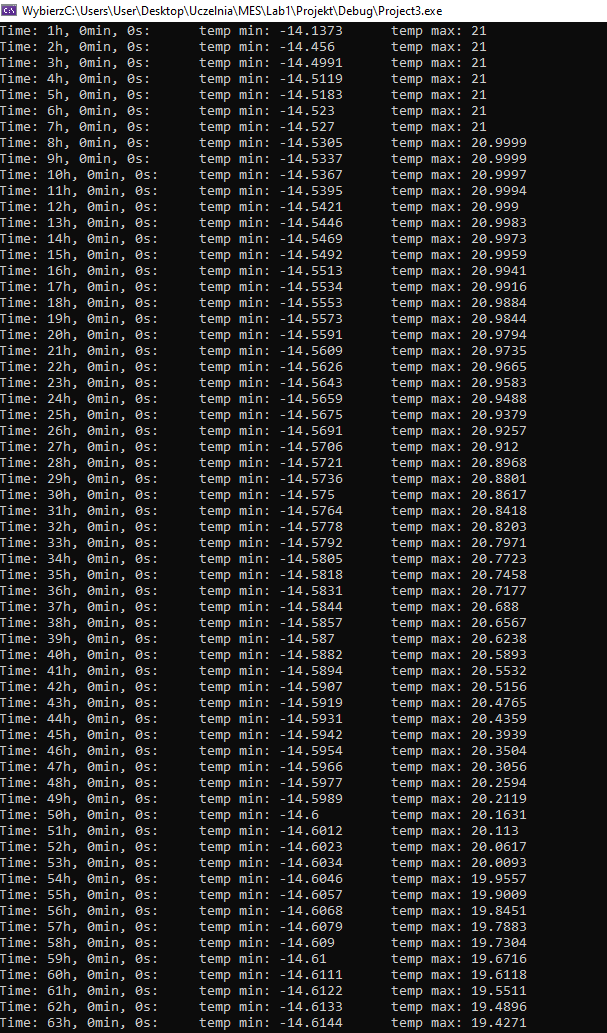 WybierzC:\Users\User\Desktop\Uczelnia\MES\Lab1\Projekt\Debug\Project3.exe
Time: 1h, 0min, 0s: temp min: -14.1373 temp max: 21
Time: 2h, 0min, 0s: temp min: -14.456 temp max: 21
Time: 3h, 0min, 0s: temp min: -14.4991 temp max: 21
Time: 4h, 0min, 0s: temp min: -14.5119 temp max: 21
Time: 5h, 0min, 0s: temp min: -14.5183 temp max: 21
Time: 6h, 0min, 0s: temp min: -14.523 temp max: 21
Time: 7h, 0min, 0s: temp min: -14.527 temp max: 21
Time: 8h, 0min, 0s: temp min: -14.5305 temp max: 20.9999
Time: 9h, 0min, 0s: temp min: -14.5337 temp max: 20.9999
Time: 10h, 0min, 0s: temp min: -14.5367 temp max: 20.9997
Time: 11h, 0min, 0s: temp min: -14.5395 temp max: 20.9994
Time: 12h, 0min, 0s: temp min: -14.5421 temp max: 20.999
Time: 13h, 0min, 0s: temp min: -14.5446 temp max: 20.9983
Time: 14h, 0min, 0s: temp min: -14.5469 temp max: 20.9973
Time: 15h, 0min, 0s: temp min: -14.5492 temp max: 20.9959
Time: 16h, 0min, 0s: temp min: -14.5513 temp max: 20.9941
Time: 17h, 0min, 0s: temp min: -14.5534 temp max: 20.9916
Time: 18h, 0min, 0s: temp min: -14.5553 temp max: 20.9884
Time: 19h, 0min, 0s: temp min: -14.5573 temp max: 20.9844
Time: 20h, 0min, 0s: temp min: -14.5591 temp max: 20.9794
Time: 21h, 0min, 0s: temp min: -14.5609 temp max: 20.9735
Time: 22h, 0min, 0s: temp min: -14.5626 temp max: 20.9665
Time: 23h, 0min, 0s: temp min: -14.5643 temp max: 20.9583
Time: 24h, 0min, 0s: temp min: -14.5659 temp max: 20.9488
Time: 25h, 0min, 0s: temp min: -14.5675 temp max: 20.9379
Time: 26h, 0min, 0s: temp min: -14.5691 temp max: 20.9257
Time: 27h, 0min, 0s: temp min: -14.5706 temp max: 20.912
Time: 28h, 0min, 0s: temp min: -14.5721 temp max: 20.8968
Time: 29h, 0min, 0s: temp min: -14.5736 temp max: 20.8801
Time: 30h, 0min, 0s: temp min: -14.575 temp max: 20.8617
Time: 31h, 0min, 0s: temp min: -14.5764 temp max: 20.8418
Time: 32h, 0min, 0s: temp min: -14.5778 temp max: 20.8203
Time: 33h, 0min, 0s: temp min: -14.5792 temp max: 20.7971
Time: 34h, 0min, 0s: temp min: -14.5805 temp max: 20.7723
Time: 35h, 0min, 0s: temp min: -14.5818 temp max: 20.7458
Time: 36h, 0min, 0s: temp min: -14.5831 temp max: 20.7177
Time: 37h, 0min, 0s: temp min: -14.5844 temp max: 20.688
Time: 38h, 0min, 0s: temp min: -14.5857 temp max: 20.6567
Time: 39h, 0min, 0s: temp min: -14.587 temp max: 20.6238
Time: 40h, 0min, 0s: temp min: -14.5882 temp max: 20.5893
Time: 41h, 0min, 0s: temp min: -14.5894 temp max: 20.5532
Time: 42h, 0min, 0s: temp min: -14.5907 temp max: 20.5156
Time: 43h, 0min, 0s: temp min: -14.5919 temp max: 20.4765
Time: 44h, 0min, 0s: temp min: -14.5931 temp max: 20.4359
Time: 45h, 0min, 0s: temp min: -14.5942 temp max: 20.3939
Time: 46h, 0min, 0s: temp min: -14.5954 temp max: 20.3504
Time: 47h, 0min, 0s: temp min: -14.5966 temp max: 20.3056
Time: 48h, 0min, 0s: temp min: -14.5977 temp max: 20.2594
Time: 49h, 0min, 0s: temp min: -14.5989 temp max: 20.2119
Time: 50h, 0min, 0s: temp min: -14.6 temp max: 20.1631
Time: 51h, 0min, 0s: temp min: -14.6012 temp max: 20.113
Time: 52h, 0min, 0s: temp min: -14.6023 temp max: 20.0617
Time: 53h, 0min, 0s: temp min: -14.6034 temp max: 20.0093
Time: 54h, 0min, 0s: temp min: -14.6046 temp max: 19.9557
Time: 55h, 0min, 0s: temp min: -14.6057 temp max: 19.9009
Time: 56h, 0min, 0s: temp min: -14.6068 temp max: 19.8451
Time: 57h, 0min, 0s: temp min: -14.6079 temp max: 19.7883
Time: 58h, 0min, 0s: temp min: -14.609 temp max: 19.7304
Time: 59h, 0min, 0s: temp min: -14.61 temp max: 19.6716
Time: 60h, 0min, 0s: temp min: -14.6111 temp max: 19.6118
Time: 61h, 0min, 0s: temp min: -14.6122 temp max: 19.5511
Time: 62h, 0min, 0s: temp min: -14.6133 temp max: 19.4896
Time: 63h, 0min, 0s: temp min: -14.6144 temp max: 19.4271